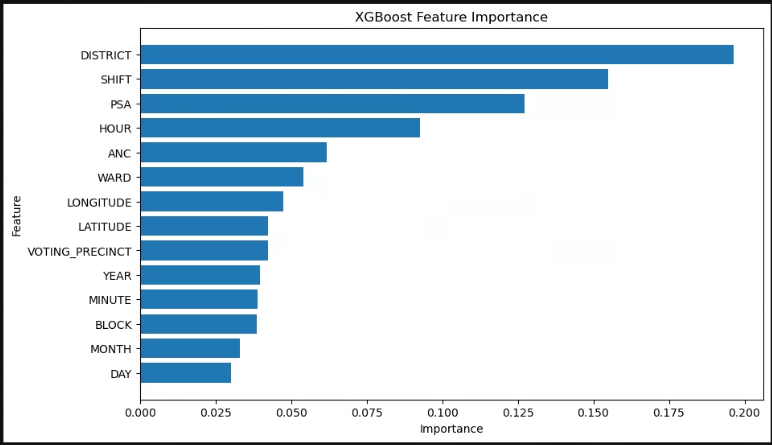 XGBoost Feature Importance
DISTRICT
SHIFT
PSA
HOUR
ANC
WARD
LONGITUDE
LATITUDE
VOTING_PRECINCT
YEAR
MINUTE
BLOCK
MONTH
DAY
Feature
0.000 0.025 0.050 0.075 0.100 0.125 0.150 0.175 0.200
Importance